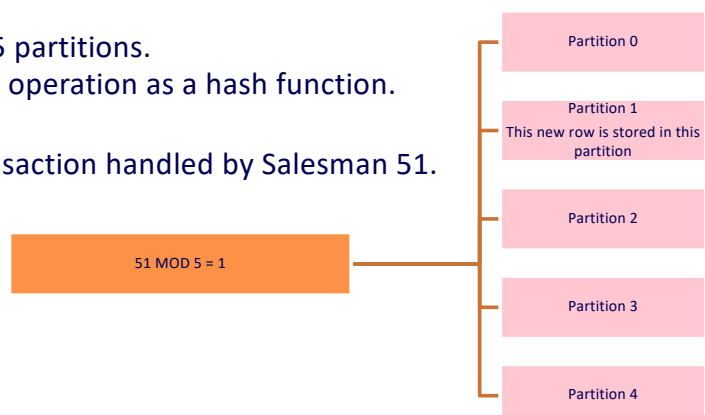 5 partitions.
operation as a hash function.
saction handled by Salesman 51.
51 MOD 5 = 1
Partition 0
Partition 1
This new row is stored in this
partition
Partition 2
Partition 3
Partition 4